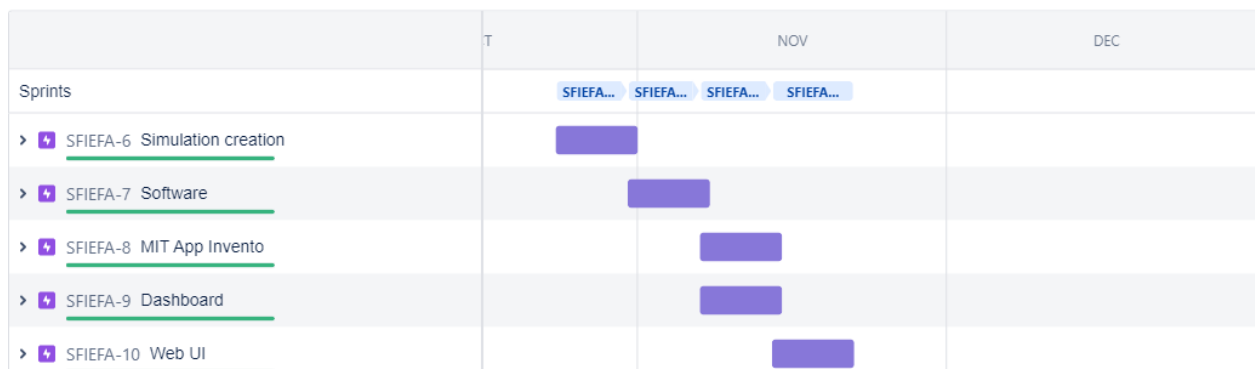 T NOV DEC
Sprints SFIEFA... SFIEFA... SFIEFA... SFIEFA...
SFIEFA-6 Simulation creation
SFIEFA-7 Software
SFIEFA-8 MIT App Invento
SFIEFA-9 Dashboard
SFIEFA-10 Web UI